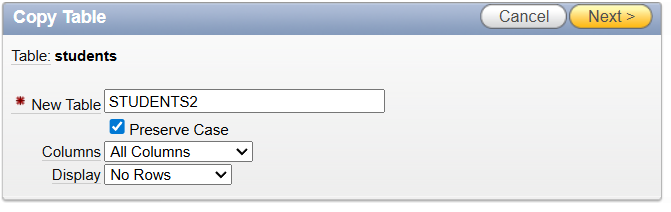 Copy Table Cancel Next >
Table: students
* New Table STUDENTS2
Preserve Case
Columns All Columns
Display No Rows